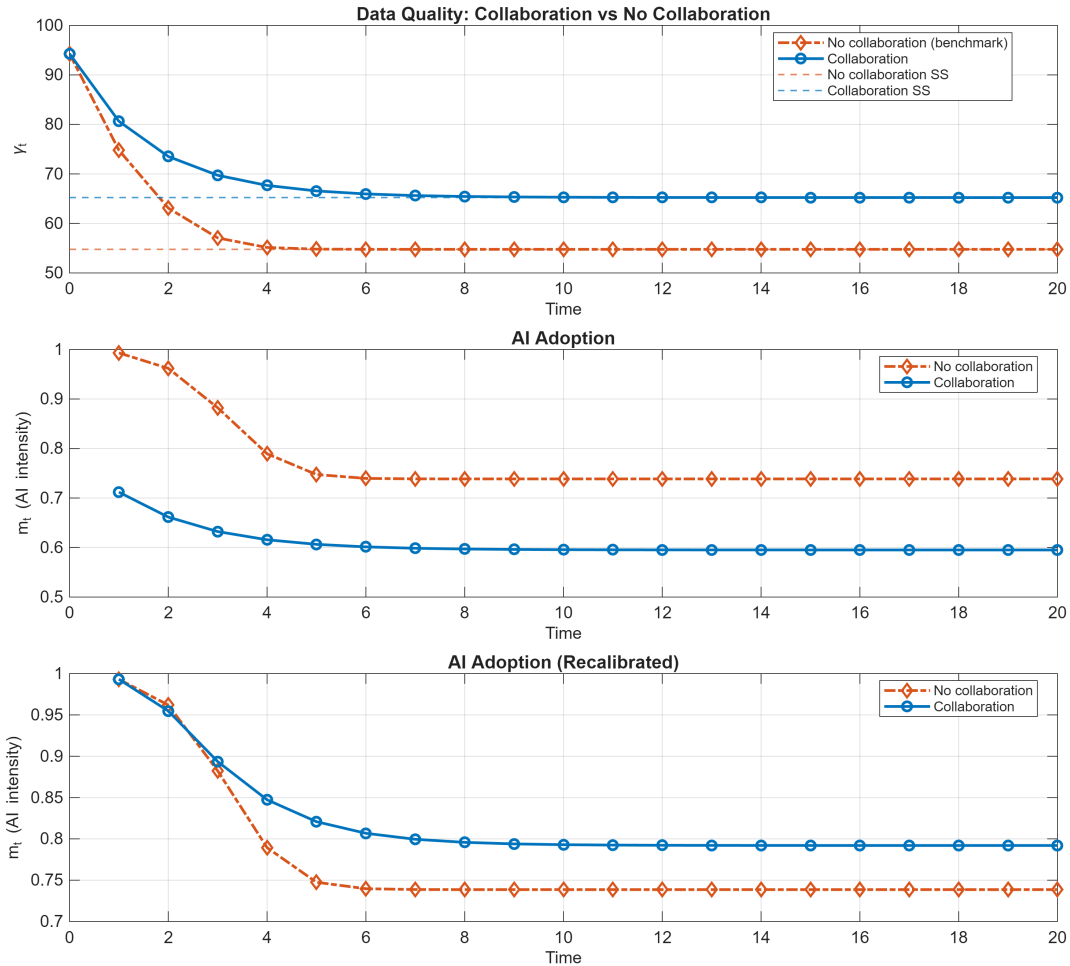 Data Quality: Collaboration vs No Collaboration
100
90
80
70
60
50
γt
No collaboration (benchmark)
Collaboration
No collaboration SS
Collaboration SS
0 2 4 6 8 10 12 14 16 18 20
Time
AI Adoption
1
0.9
0.8
0.7
0.6
0.5
mt (AI intensity)
No collaboration
Collaboration
0 2 4 6 8 10 12 14 16 18 20
Time
AI Adoption (Recalibrated)
1
0.95
0.9
0.85
0.8
0.75
0.7
mt (AI intensity)
No collaboration
Collaboration
0 2 4 6 8 10 12 14 16 18 20
Time